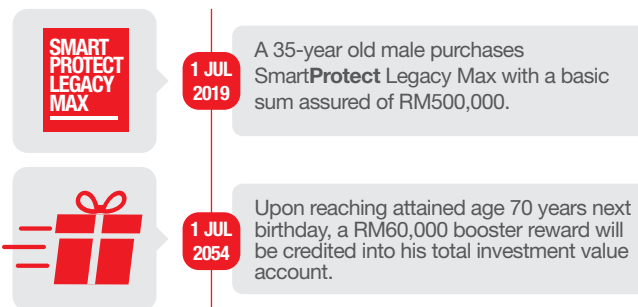 SMART
PROTECT
LEGACY
MAX
1 JUL
2019
A 35-year old male purchases
SmartProtect Legacy Max with a basic
sum assured of RM500,000.
1 JUL
2054
Upon reaching attained age 70 years next
birthday, a RM60,000 booster reward will
be credited into his total investment value
account.